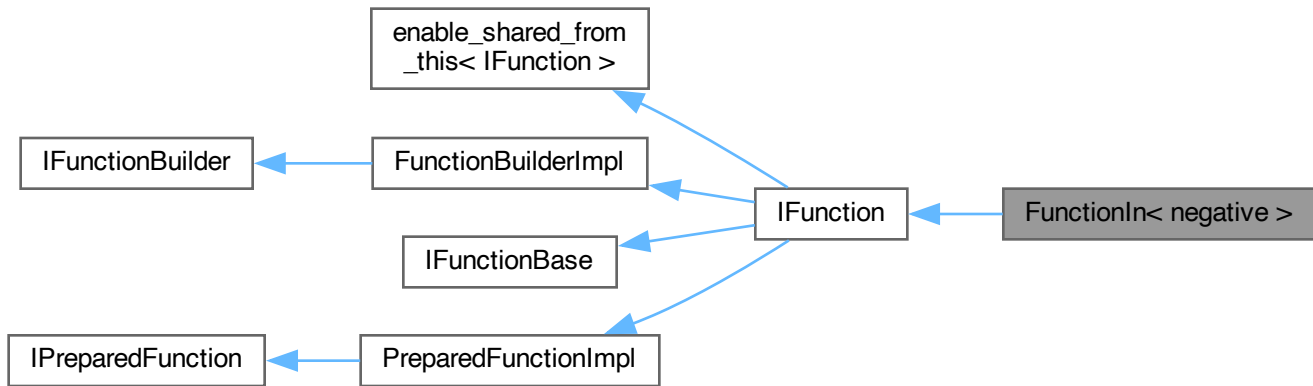 enable_shared_from
_this< IFunction >
IFunctionBuilder
FunctionBuilderImpl
IFunction
FunctionIn< negative >
IFunctionBase
IPreparedFunction
PreparedFunctionImpl